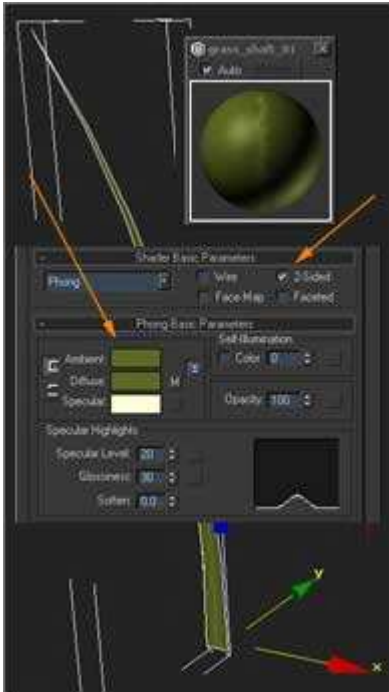 grass_shaft_01
Auto
Shader Basic Parameters
Phong
Wire
2-Sided
Face Map
Faceted
Phong Basic Parameters
Self-Illumination
Ambient:
Color 0
Diffuse:
M
Specular:
Opacity: 100
Specular Highlights
Specular Level: 20
Glossiness: 30
Soften: 0.0
y
x